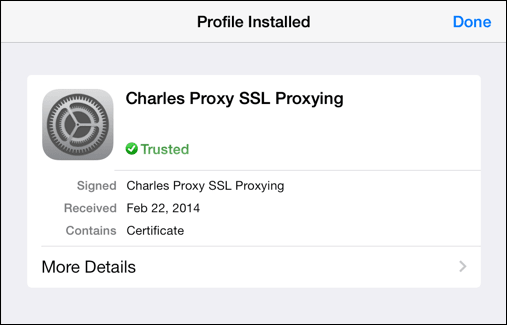 Profile Installed Done
Charles Proxy SSL Proxying
Trusted
Signed Charles Proxy SSL Proxying
Received Feb 22, 2014
Contains Certificate
More Details